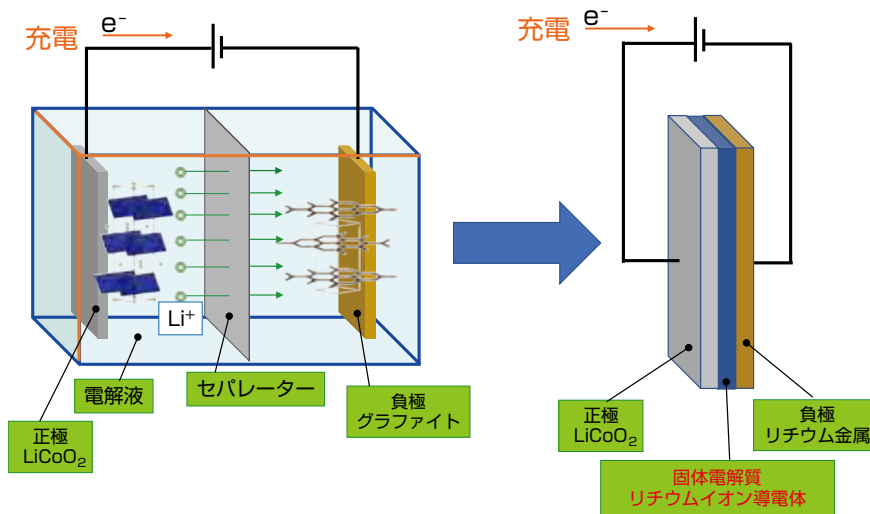 充電 e⁻
Li⁺
電解液
セパレーター
正極
LiCoO₂
負極
グラファイト
充電 e⁻
正極
LiCoO₂
負極
リチウム金属
固体電解質
リチウムイオン導電体